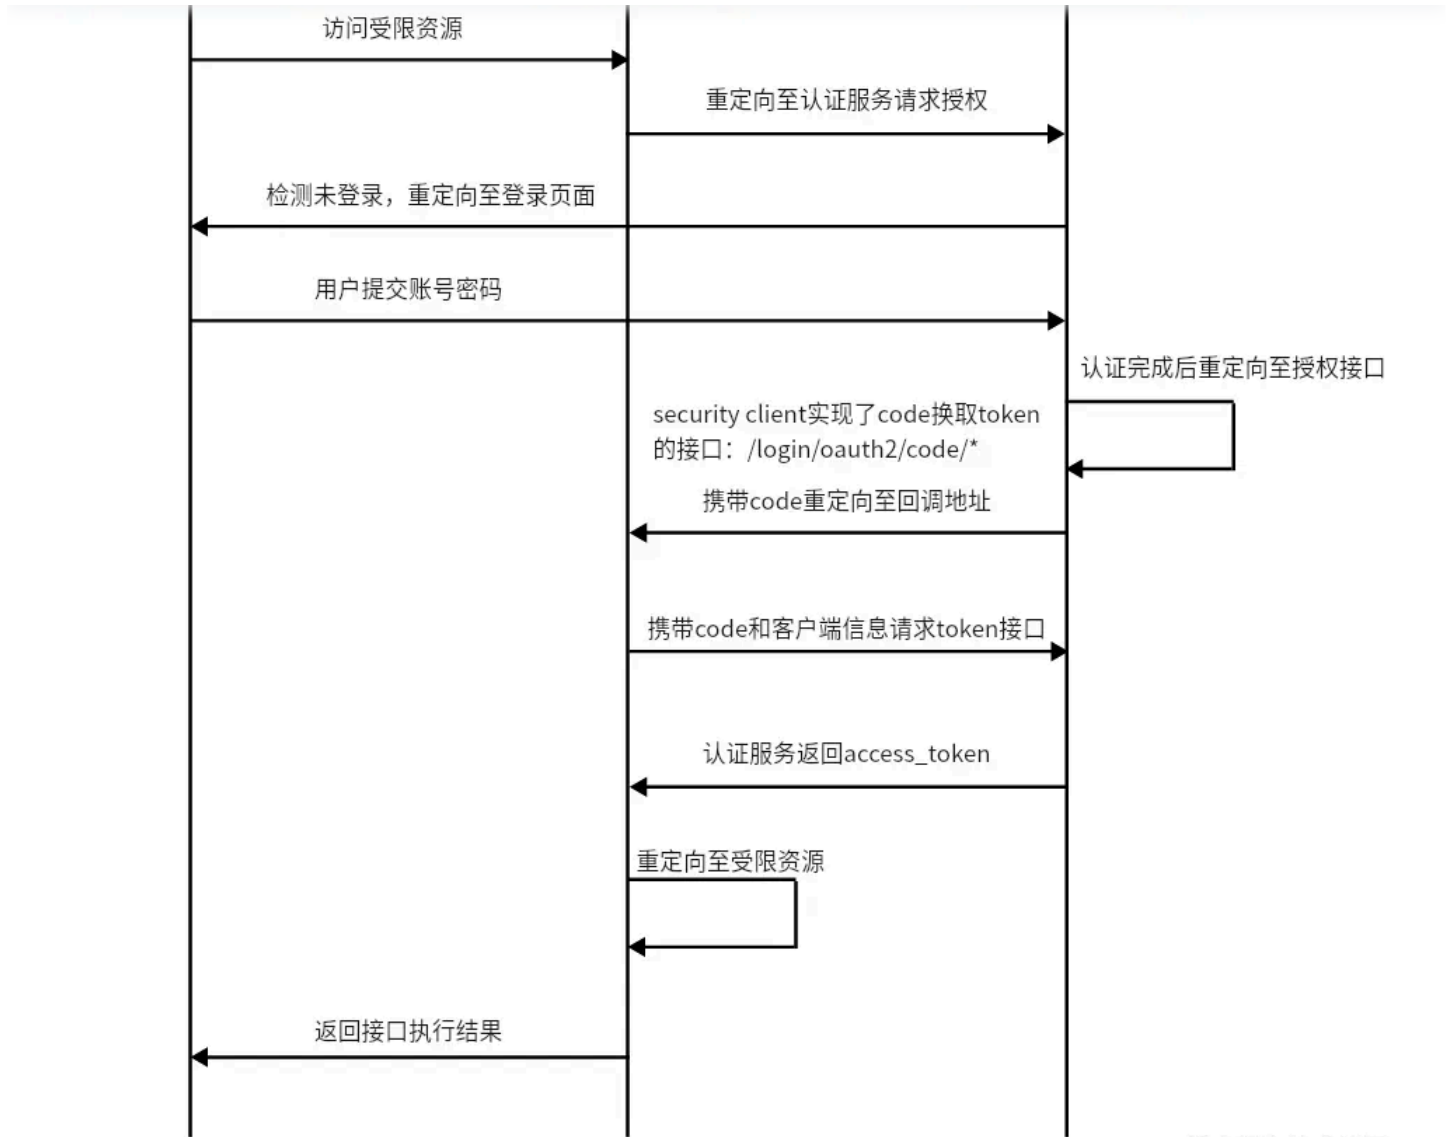 访问受限资源
重定向至认证服务请求授权
检测未登录，重定向至登录页面
用户提交账号密码
认证完成后重定向至授权接口
security client实现了code换取token
的接口：/login/oauth2/code/*
携带code重定向至回调地址
携带code和客户端信息请求token接口
认证服务返回access_token
重定向至受限资源
返回接口执行结果